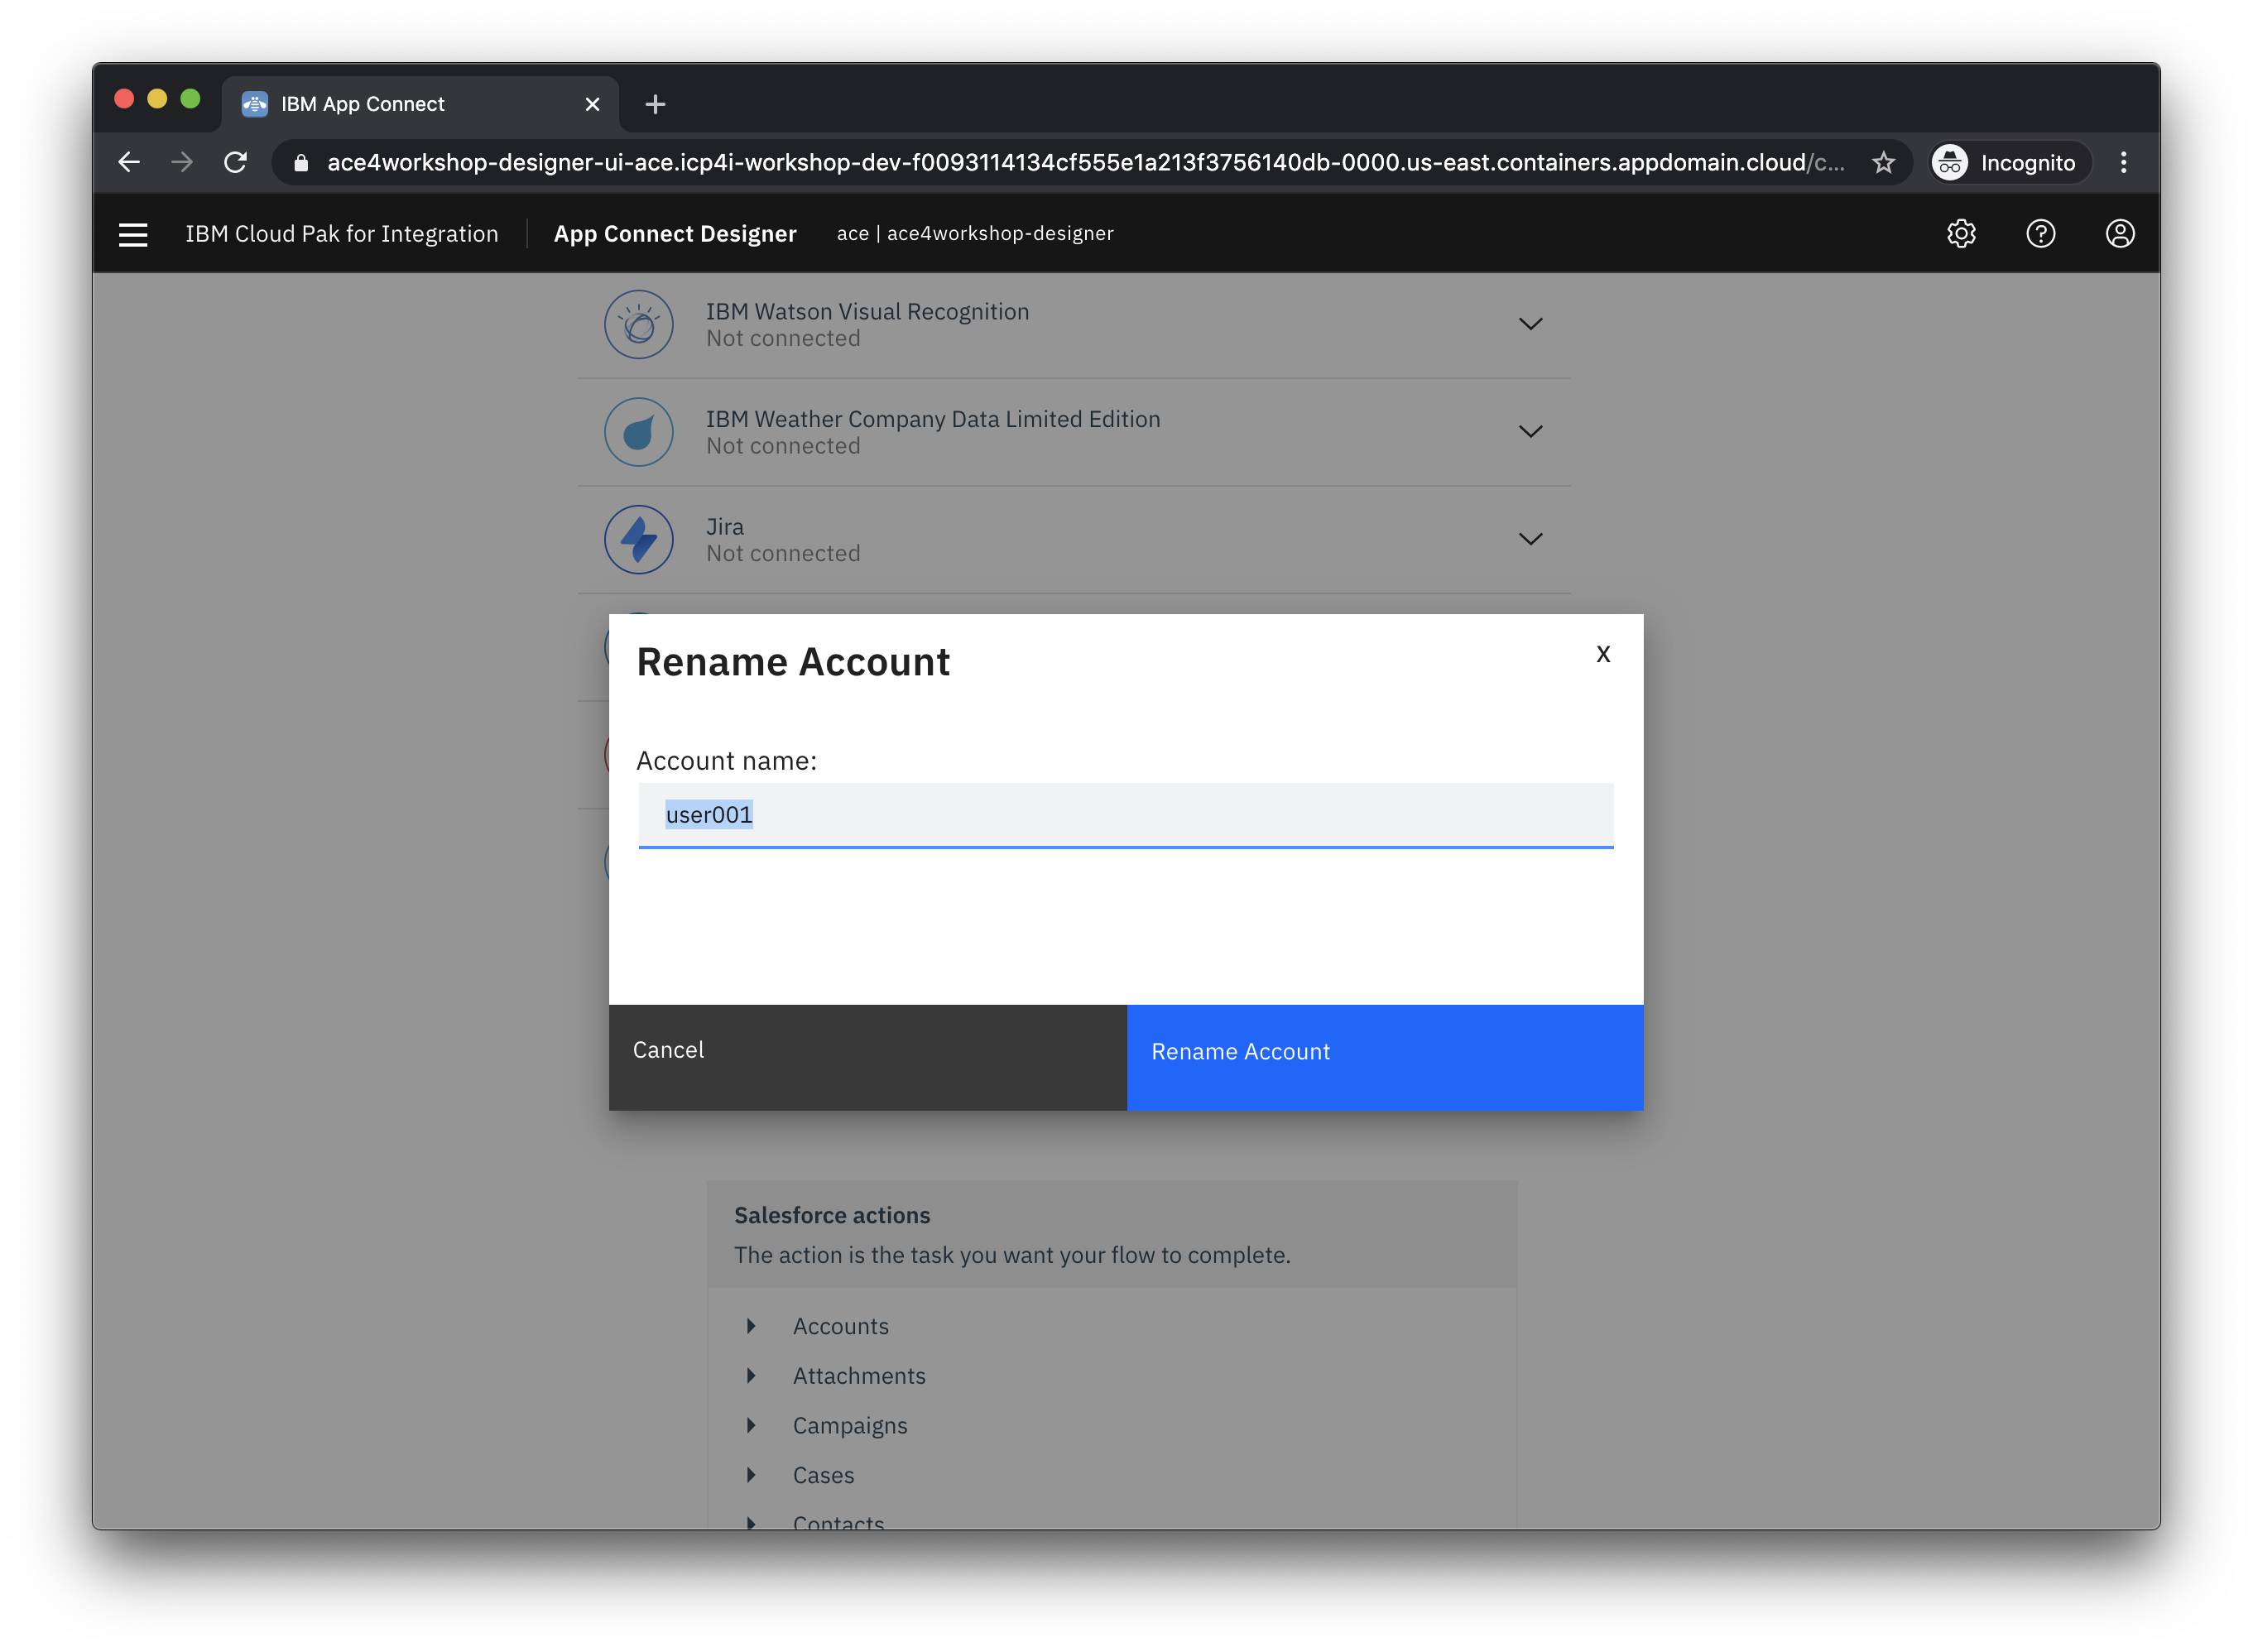 IBM App Connect
ace4workshop-designer-ui-ace.icp4i-workshop-dev-f0093114134cf555e1a213f3756140db-0000.us-east.containers.appdomain.cloud/c...
Incognito
IBM Cloud Pak for Integration
App Connect Designer
ace | ace4workshop-designer
IBM Watson Visual Recognition
Not connected
IBM Weather Company Data Limited Edition
Not connected
Jira
Not connected
Rename Account
X
Account name:
user001
Cancel
Rename Account
Salesforce actions
The action is the task you want your flow to complete.
Accounts
Attachments
Campaigns
Cases
Contacts